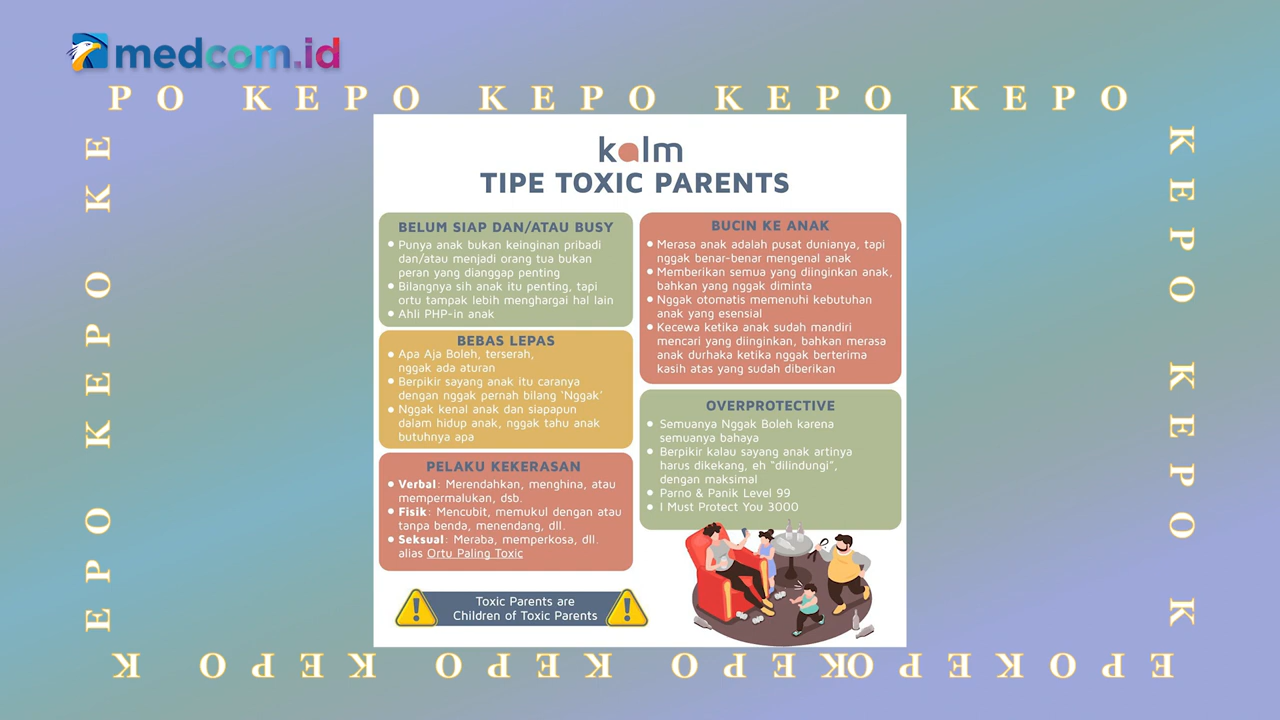 medcom.id
PO KEPO KEPO KEPO KEPO
KEPO KEPO K
EPOKEPOKEPO KEPO KEPO K
EPO KEPO KEPO KE
kalm
TIPE TOXIC PARENTS
BELUM SIAP DAN/ATAU BUSY
Punya anak bukan keinginan pribadi
dan/atau menjadi orang tua bukan
peran yang dianggap penting
Bilangnya sih anak itu penting, tapi
ortu tampak lebih menghargai hal lain
Ahli PHP-in anak
BEBAS LEPAS
Apa Aja Boleh, terserah,
nggak ada aturan
Berpikir sayang anak itu caranya
dengan nggak pernah bilang ‘Nggak’
Nggak kenal anak dan siapapun
dalam hidup anak, nggak tahu anak
butuhnya apa
PELAKU KEKERASAN
Verbal: Merendahkan, menghina, atau
mempermalukan, dsb.
Fisik: Mencubit, memukul dengan atau
tanpa benda, menendang, dll.
Seksual: Meraba, memperkosa, dll.
alias Ortu Paling Toxic
BUCIN KE ANAK
Merasa anak adalah pusat dunianya, tapi
nggak benar-benar mengenal anak
Memberikan semua yang diinginkan anak,
bahkan yang nggak diminta
Nggak otomatis memenuhi kebutuhan
anak yang esensial
Kecewa ketika anak sudah mandiri
mencari yang diinginkan, bahkan merasa
anak durhaka ketika nggak berterima
kasih atas yang sudah diberikan
OVERPROTECTIVE
Semuanya Nggak Boleh karena
semuanya bahaya
Berpikir kalau sayang anak artinya
harus dikekang, eh “dilindungi”,
dengan maksimal
Parno & Panik Level 99
I Must Protect You 3000
Toxic Parents are
Children of Toxic Parents